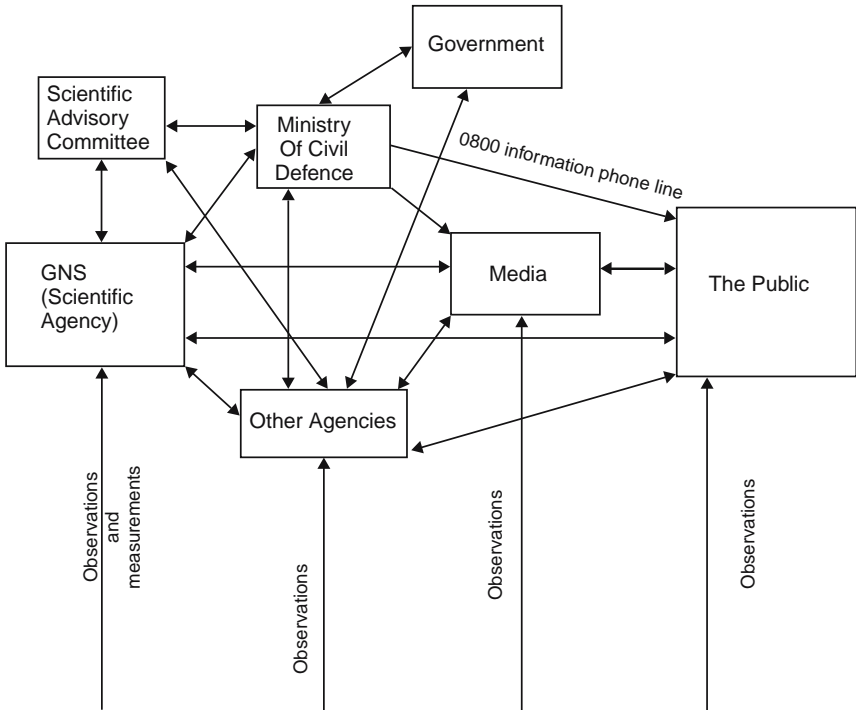 Government
Scientific
Advisory
Committee
Ministry
Of Civil
Defence
0800 information phone line
GNS
(Scientific
Agency)
Media
The Public
Other Agencies
Observations
and
measurements
Observations
Observations
Observations